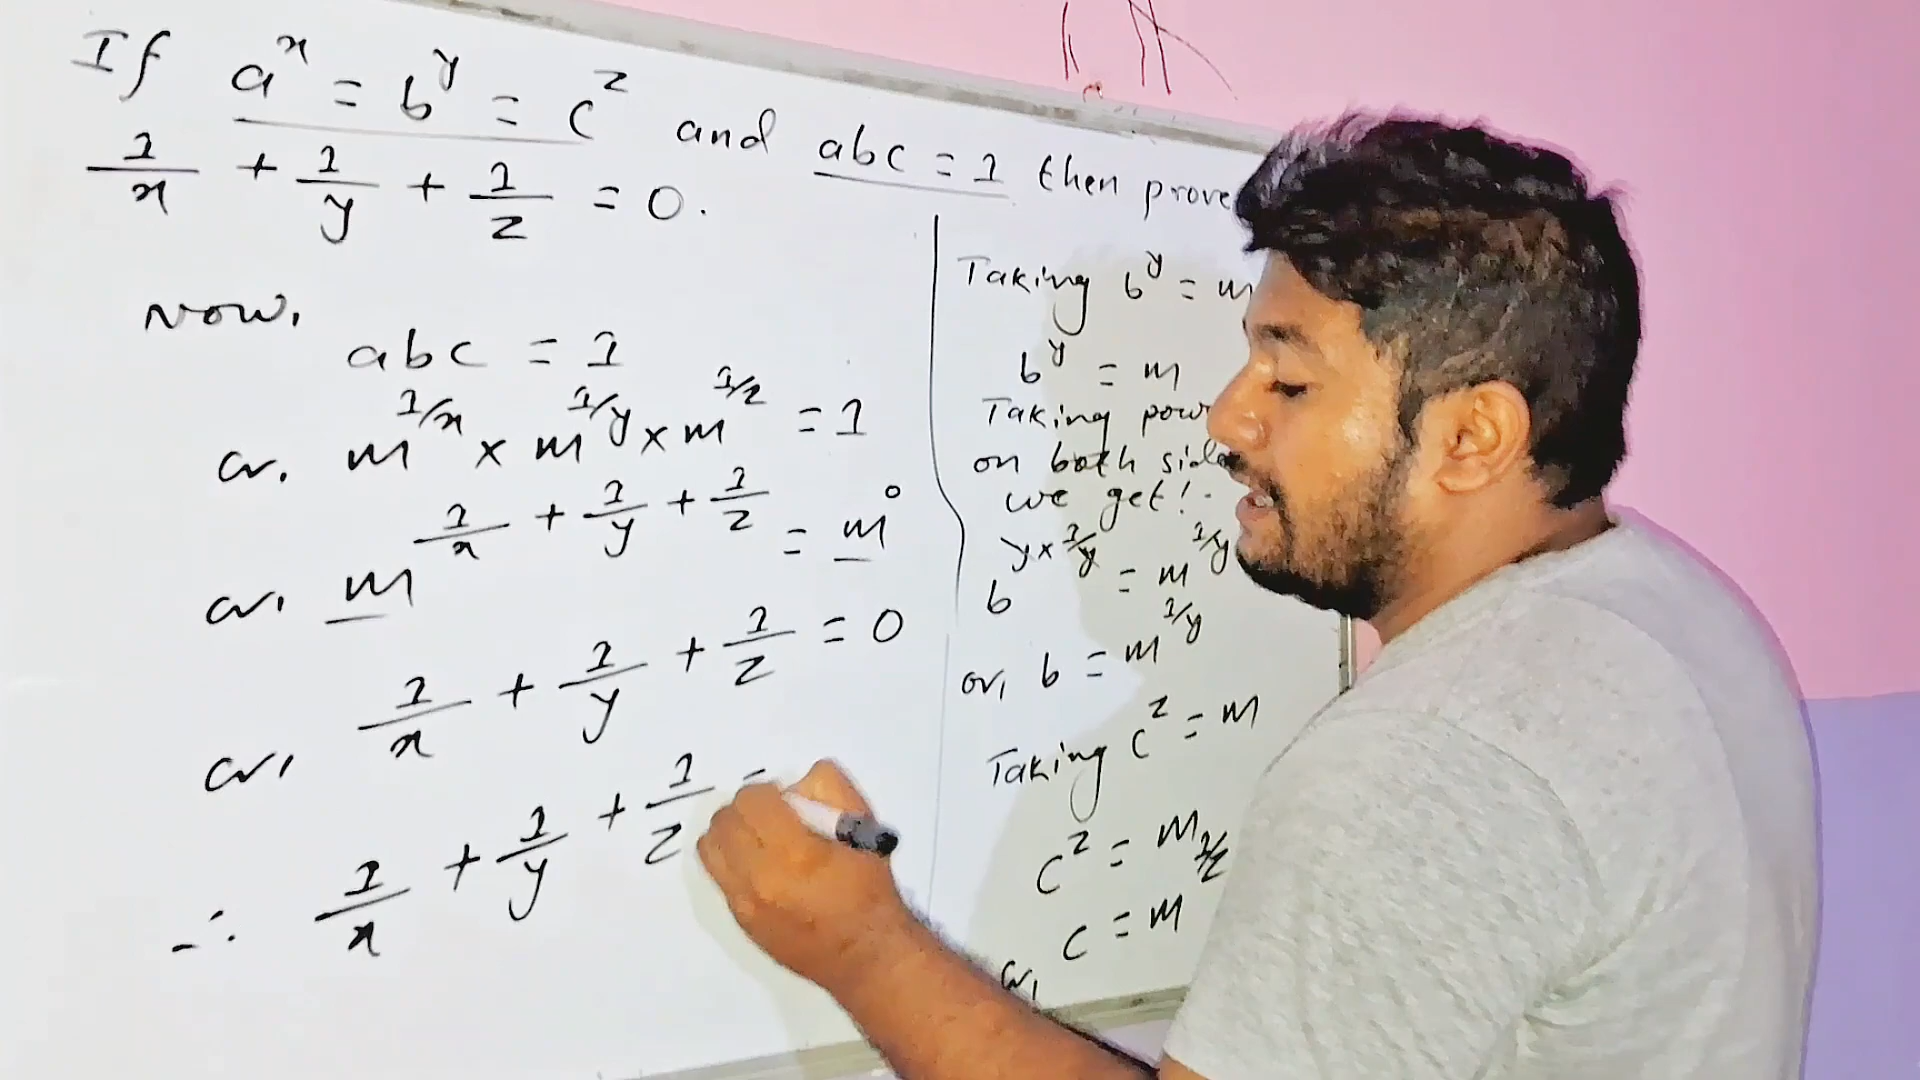 If a^x = b^y = c^z and abc = 1 then prove
1/x + 1/y + 1/z = 0.
Now,
abc = 1
or, m^1/x × m^1/y × m^1/z = 1
or, m^1/x + 1/y + 1/z = m^0
or, 1/x + 1/y + 1/z = 0
∴ 1/x + 1/y + 1/z =
Taking b^y = m
b^y = m
Taking
on both
we get!
b^y×1/y = m^1/y
or, b = m^1/y
Taking c^z = m
c^z = m
c = m^1/z
or,